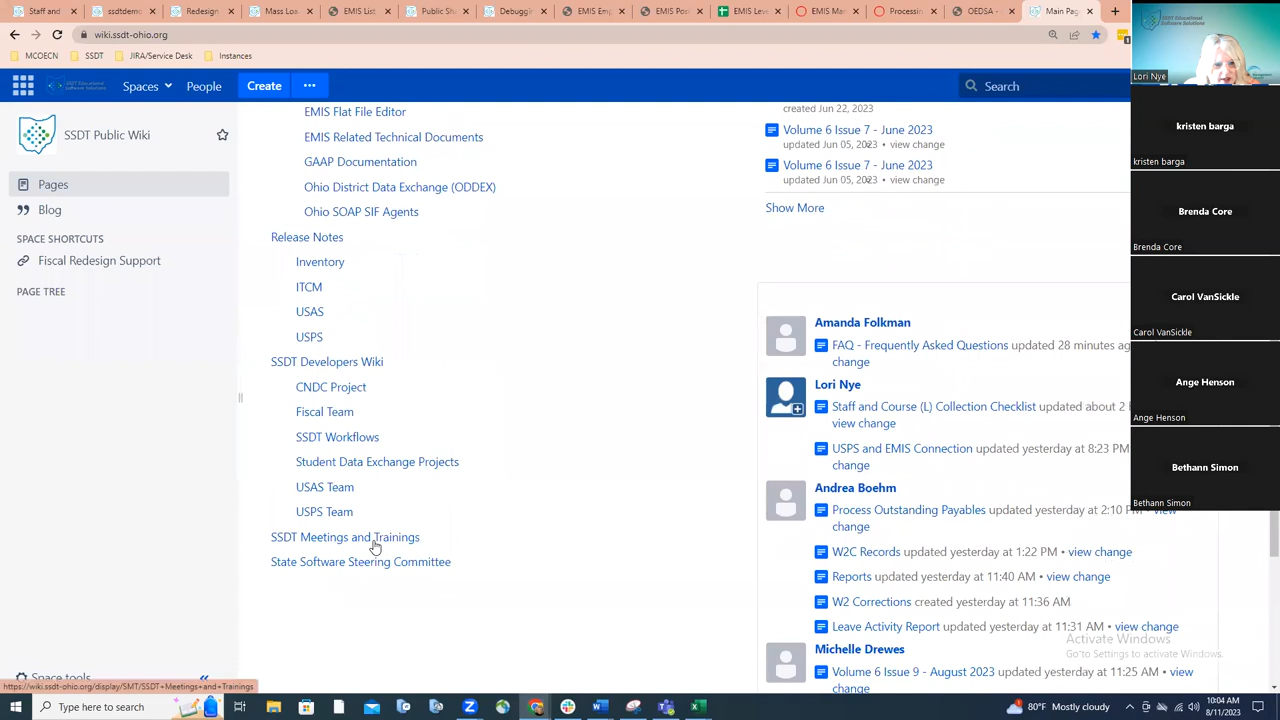 Mass Loa
EMIS List
Public Sh
Debuggi
EMIS Eng
EMIS Pos
EMIS Leve
EMIS Mar
Processin
OEDSA -
Main Pag
wiki.ssdt-ohio.org
MCOECN
SSDT
JIRA/Service Desk
Instances
Spaces
People
Create
Search
SSDT Public Wiki
Pages
Blog
SPACE SHORTCUTS
Fiscal Redesign Support
PAGE TREE
Space tools
https://wiki.ssdt-ohio.org/display/SMT/SSDT+Meetings+and+Trainings
EMIS Flat File Editor
EMIS Related Technical Documents
GAAP Documentation
Ohio District Data Exchange (ODDEX)
Ohio SOAP SIF Agents
Release Notes
Inventory
ITCM
USAS
USPS
SSDT Developers Wiki
CNDC Project
Fiscal Team
SSDT Workflows
Student Data Exchange Projects
USAS Team
USPS Team
SSDT Meetings and Trainings
State Software Steering Committee
created Jun 22, 2023
Volume 6 Issue 7 - June 2023
updated Jun 05, 2023 • view change
Volume 6 Issue 7 - June 2023
updated Jun 05, 2023 • view change
Show More
Amanda Folkman
FAQ - Frequently Asked Questions updated 28 minutes ag
change
Lori Nye
Staff and Course (L) Collection Checklist updated about 2 h
view change
USPS and EMIS Connection updated yesterday at 8:23 PM
change
Andrea Boehm
Process Outstanding Payables updated yesterday at 2:10 P
view
change
W2C Records updated yesterday at 1:22 PM • view change
Reports updated yesterday at 11:40 AM • view change
W2 Corrections created yesterday at 11:36 AM
Leave Activity Report updated yesterday at 11:31 AM • view change
Michelle Drewes
Volume 6 Issue 9 - August 2023 updated yesterday at 11:25 AM • view
change
Activate Windows
Go to Settings to activate Windows.
SSDT Educational
Software Solutions
Lori Nye
kristen barga
kristen barga
Brenda Core
Brenda Core
Carol VanSickle
Carol VanSickle
Ange Henson
Ange Henson
Bethann Simon
Bethann Simon
Type here to search
80°F Mostly cloudy
10:04 AM
8/11/2023